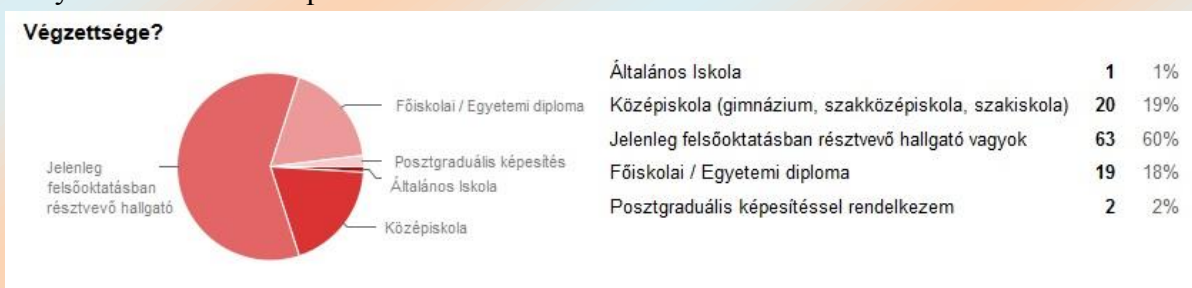 Végzettsége?
Főiskolai / Egyetemi diploma
Posztgraduális képesítés
Általános Iskola
Középiskola
Jelenleg
felsőoktatásban
résztvevő hallgató
Általános Iskola 1 1%
Középiskola (gimnázium, szakközépiskola, szakiskola) 20 19%
Jelenleg felsőoktatásban résztvevő hallgató vagyok 63 60%
Főiskolai / Egyetemi diploma 19 18%
Posztgraduális képesítéssel rendelkezem 2 2%